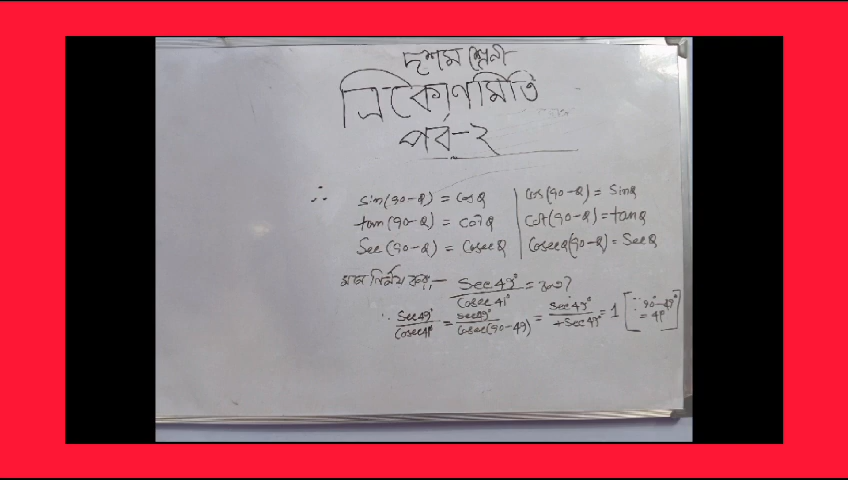 দশম শ্রেনী
ত্রিকোণমিতি
পর্ব-২
∴ sin(90-θ) = cosθ | cos(90-θ) = sinθ
tan(90-θ) = cotθ | cot(90-θ) = tanθ
Sec(90-θ) = cosecθ | Cosecθ(90-θ) = Secθ
মান নির্নয় কর,- Sec49°/Cosec41° = কত?
∴ Sec49°/Cosec41° = Sec49°/Cosec(90-49) = Sec49°/+Sec49° = 1 [∵ 90°-49° = 41°]